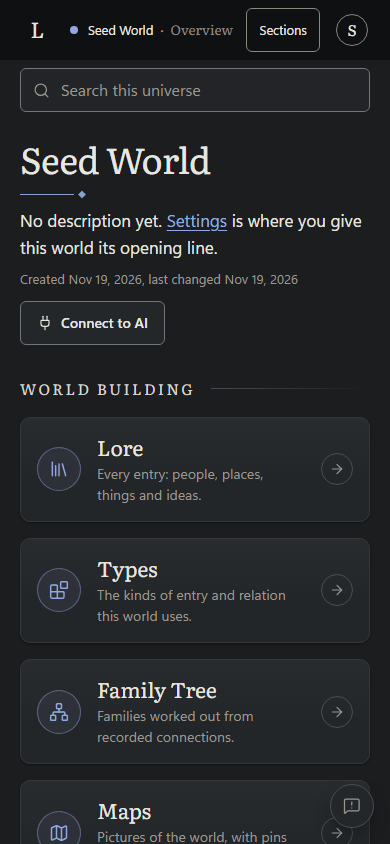 L
Seed World · Overview
Sections
S
Search this universe
Seed World
No description yet. Settings is where you give
this world its opening line.
Created Nov 19, 2026, last changed Nov 19, 2026
Connect to AI
WORLD BUILDING
Lore
Every entry: people, places,
things and ideas.
Types
The kinds of entry and relation
this world uses.
Family Tree
Families worked out from
recorded connections.
Maps
Pictures of the world, with pins